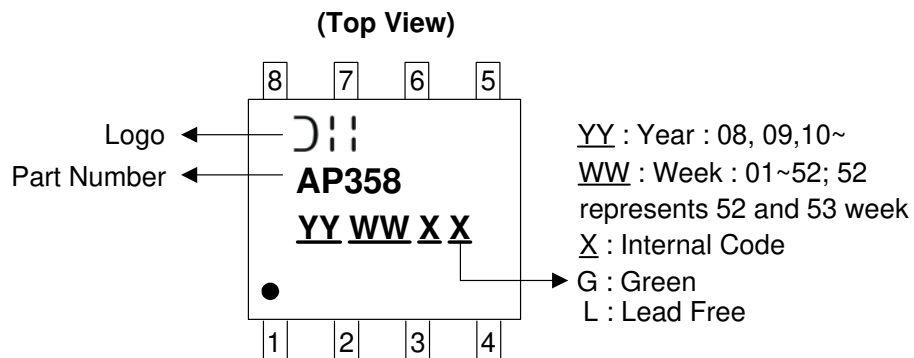 (Top View)
8 7 6 5
Logo
Part Number
AP358
YY WW X X
YY : Year : 08, 09,10~
WW : Week : 01~52; 52
represents 52 and 53 week
X : Internal Code
G : Green
L : Lead Free
1 2 3 4